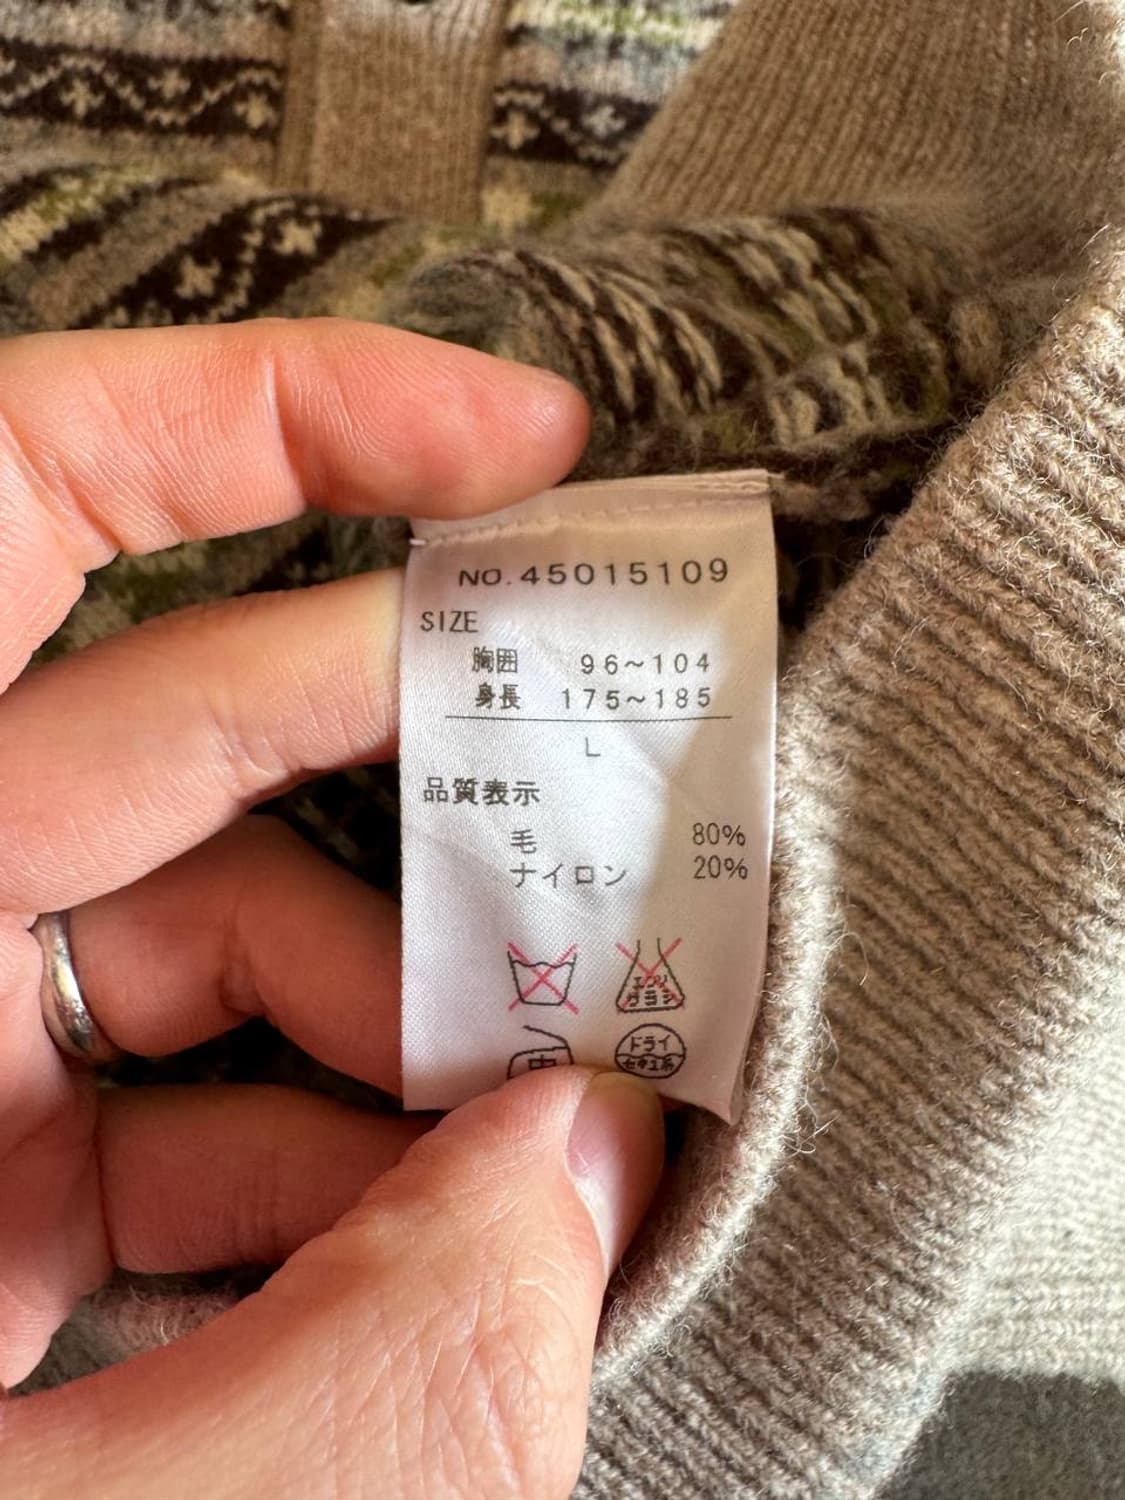 NO. 45015109
SIZE
胸囲 96~104
身長 175~185
L
品質表示
毛 80%
ナイロン 20%
エンソ
サラシ
中
ドライ
セキユ系